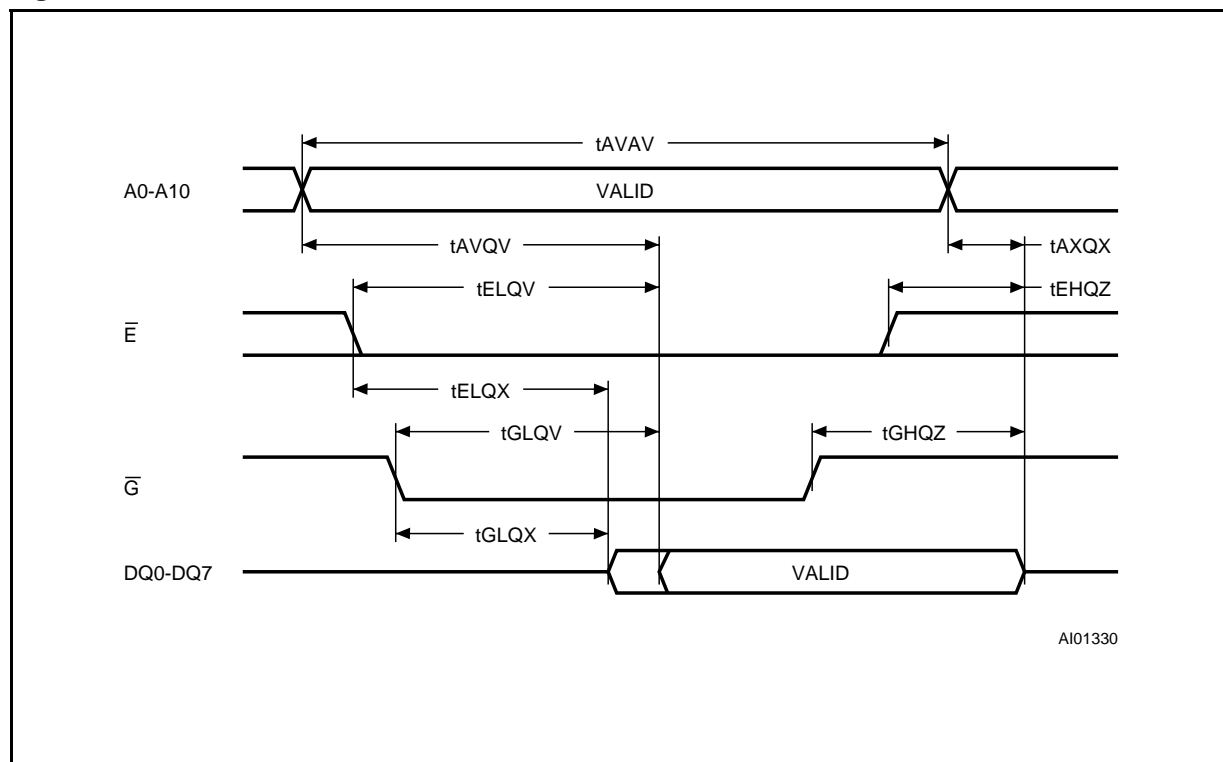 tAVAV
A0-A10
VALID
tAVQV
tAXQX
tELQV
tEHQZ
E̅
tELQX
tGLQV
tGHQZ
G̅
tGLQX
DQ0-DQ7
VALID
AI01330